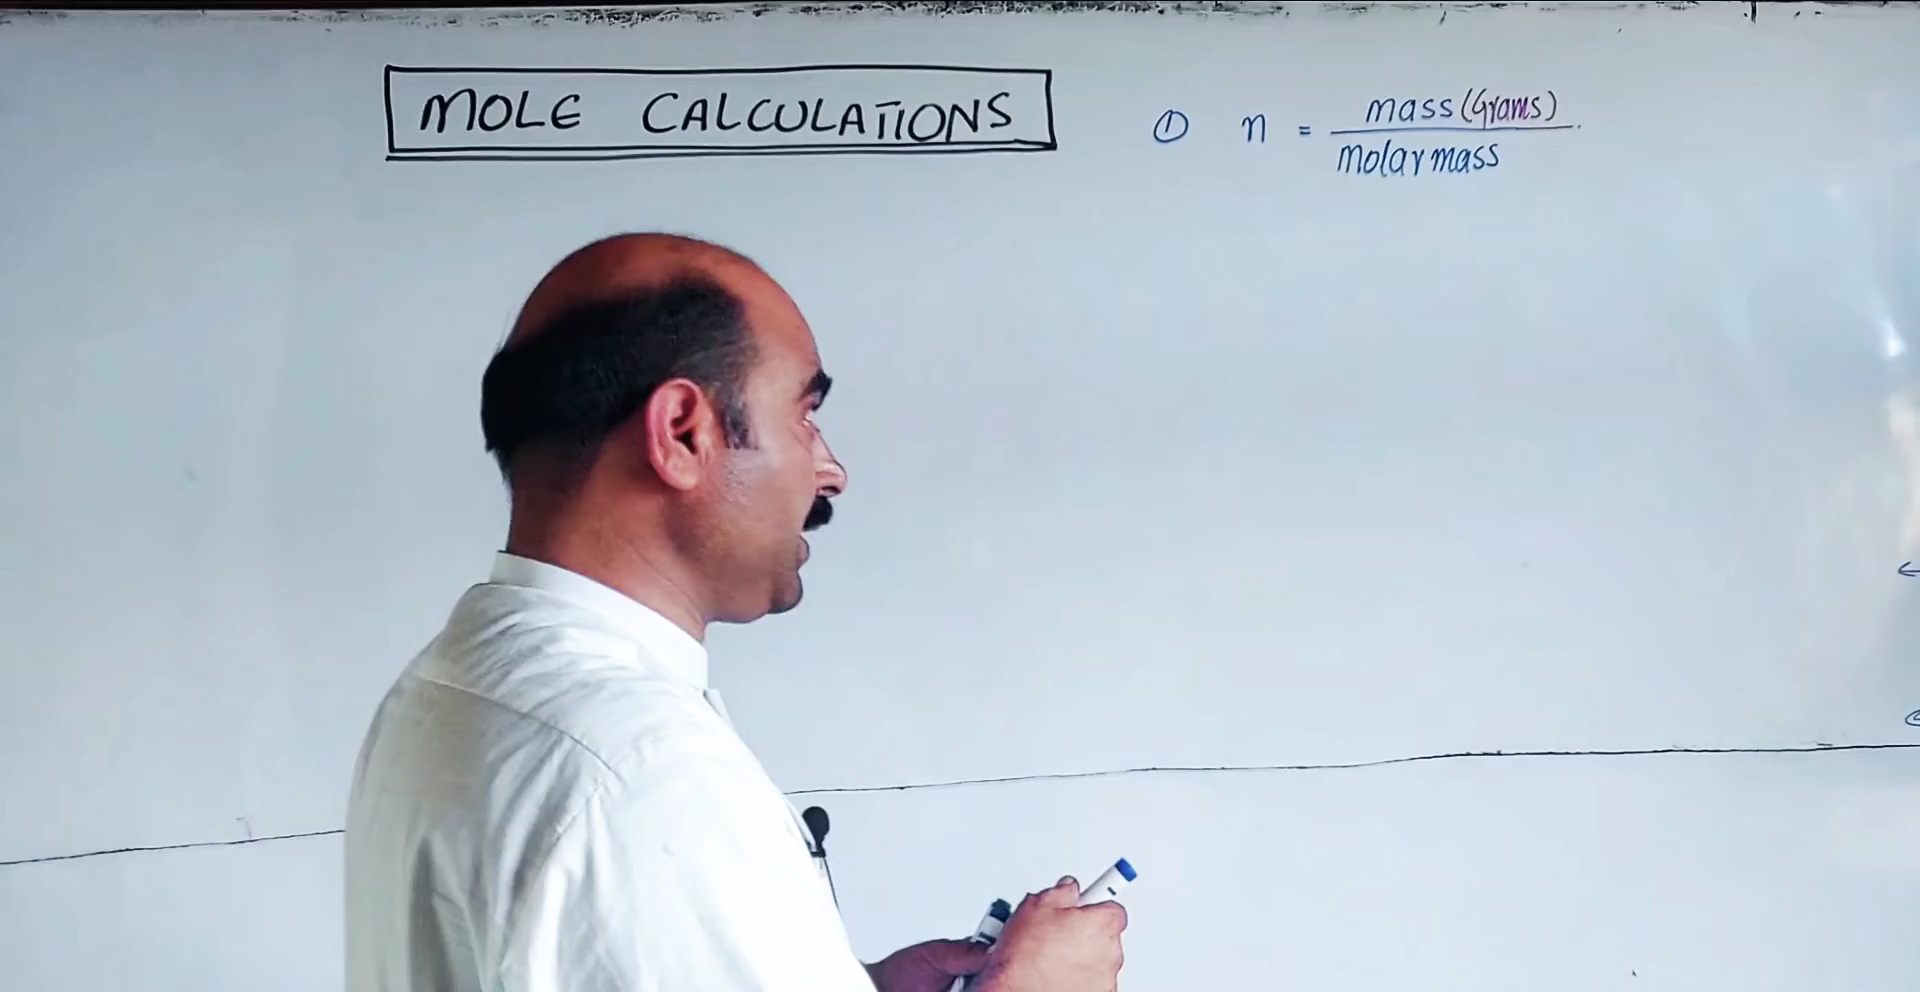 MOLE CALCULATIONS
① n = mass (Grams)
Molar mass